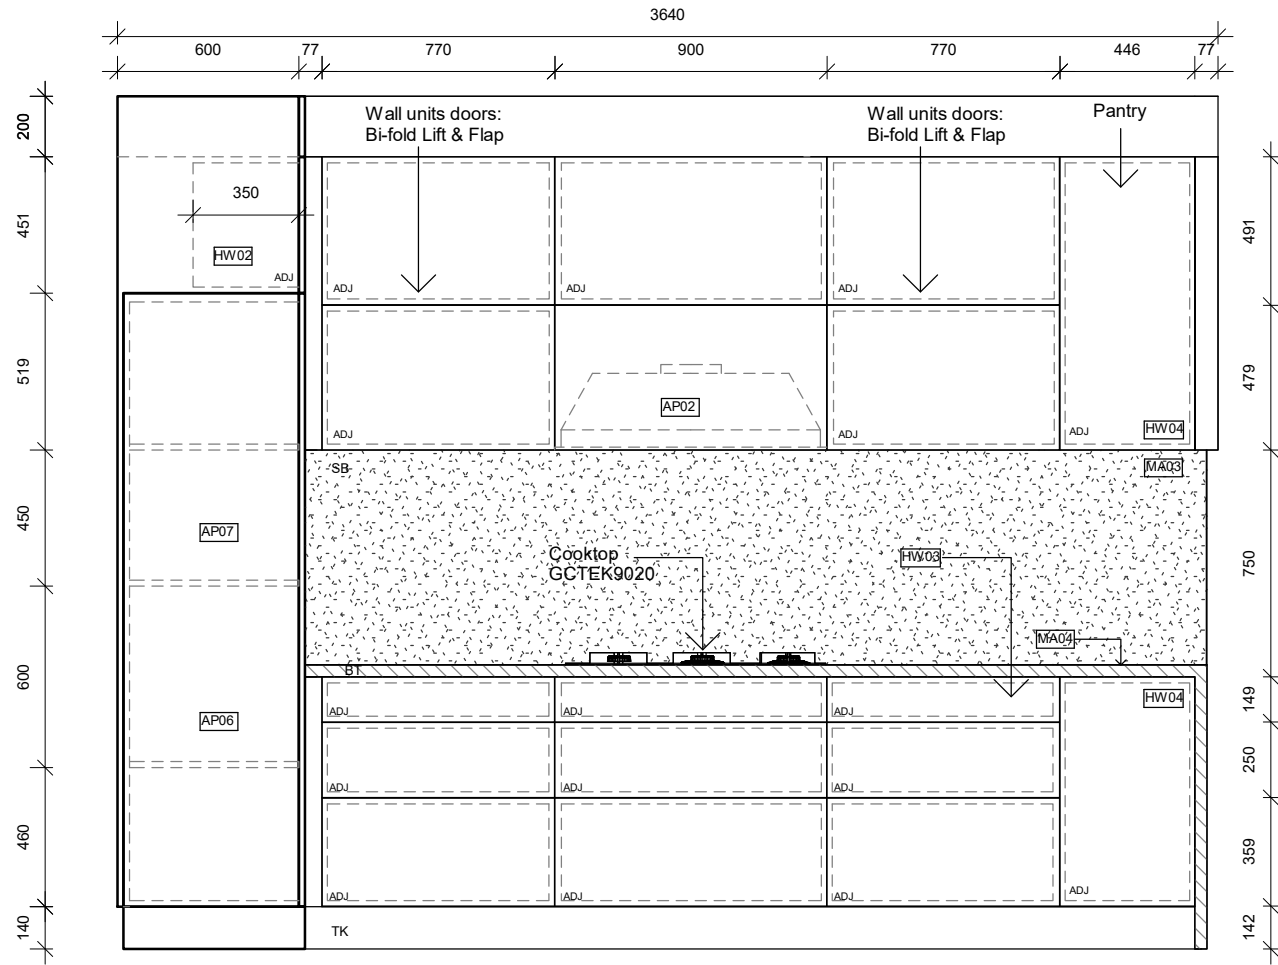 3640
600
77
770
900
770
446
77
Wall units doors:
Bi-fold Lift & Flap
Wall units doors:
Bi-fold Lift & Flap
Pantry
200
451
519
450
600
460
140
491
479
750
149
250
359
142
350
HW02
ADJ
ADJ
ADJ
ADJ
ADJ
AP02
ADJ
ADJ
HW04
SB
MA03
AP07
Cooktop
GCTEK9020
HW03
MA04
BT
HW04
ADJ
ADJ
ADJ
AP06
ADJ
ADJ
ADJ
ADJ
ADJ
ADJ
ADJ
TK